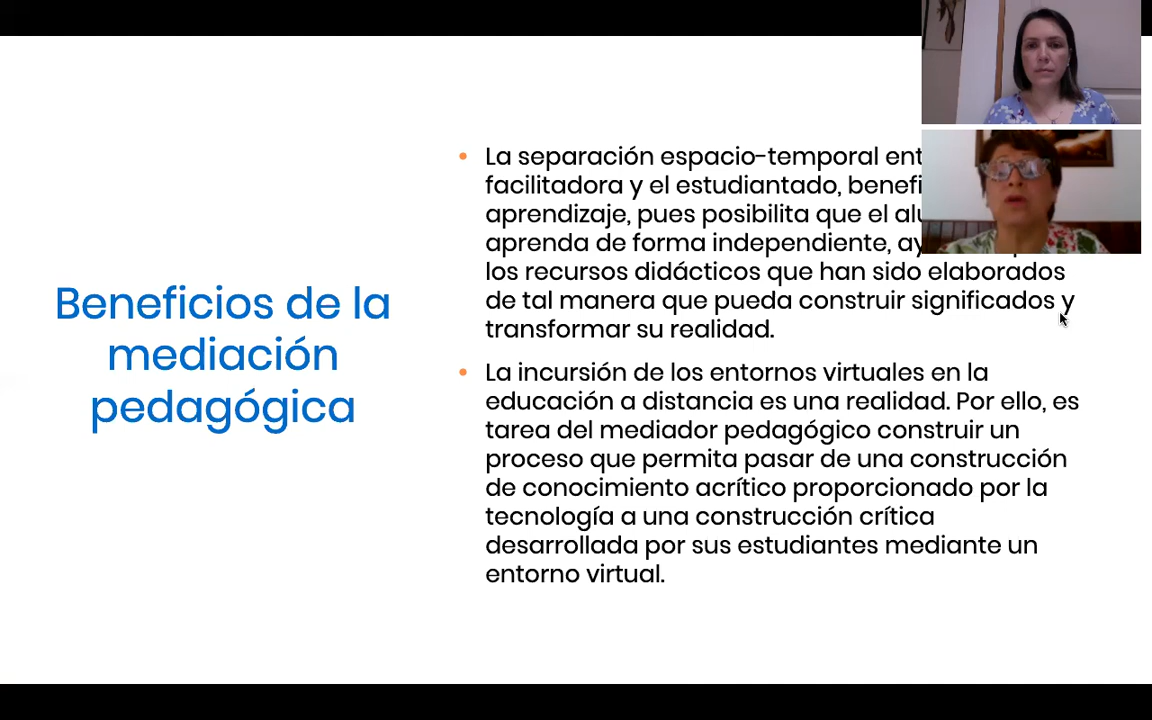 Beneficios de la
mediación
pedagógica
• La separación espacio-temporal
facilitadora y el estudiantado,
aprendizaje, pues posibilita que el
aprenda de forma independiente,
los recursos didácticos que han sido elaborados
de tal manera que pueda construir significados y
transformar su realidad.
• La incursión de los entornos virtuales en la
educación a distancia es una realidad. Por ello, es
tarea del mediador pedagógico construir un
proceso que permita pasar de una construcción
de conocimiento acrítico proporcionado por la
tecnología a una construcción crítica
desarrollada por sus estudiantes mediante un
entorno virtual.